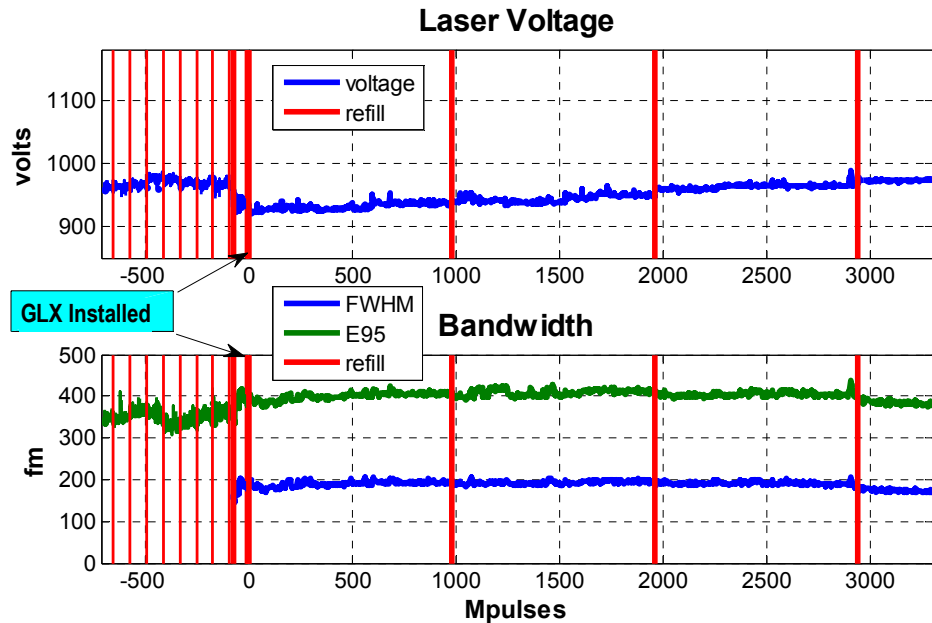 Laser Voltage
volts
1100
1000
900
voltage
refill
-500 0 500 1000 1500 2000 2500 3000
GLX Installed
FWHM
E95
refill
Bandwidth
fm
500
400
300
200
100
0
-500 0 500 1000 1500 2000 2500 3000
Mpulses